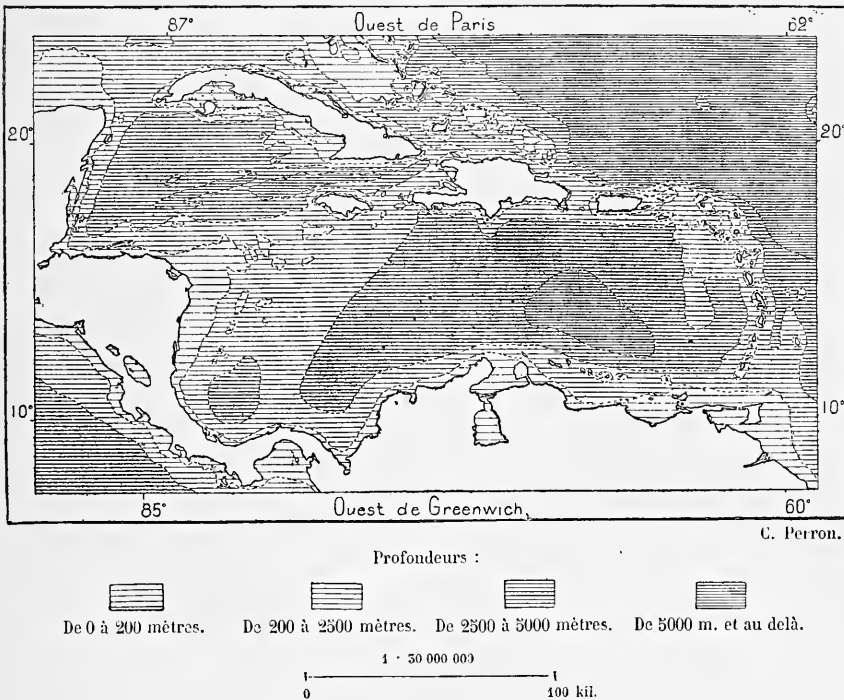 87° Ouest de Paris 62°
20° 20°
10° 10°
85° Ouest de Greenwich, 60°
C. Perron.
Profondeurs :
De 0 à 200 mètres. De 200 à 2500 mètres. De 2500 à 5000 mètres. De 5000 m. et au delà.
1 : 30 000 000
0 100 kil.